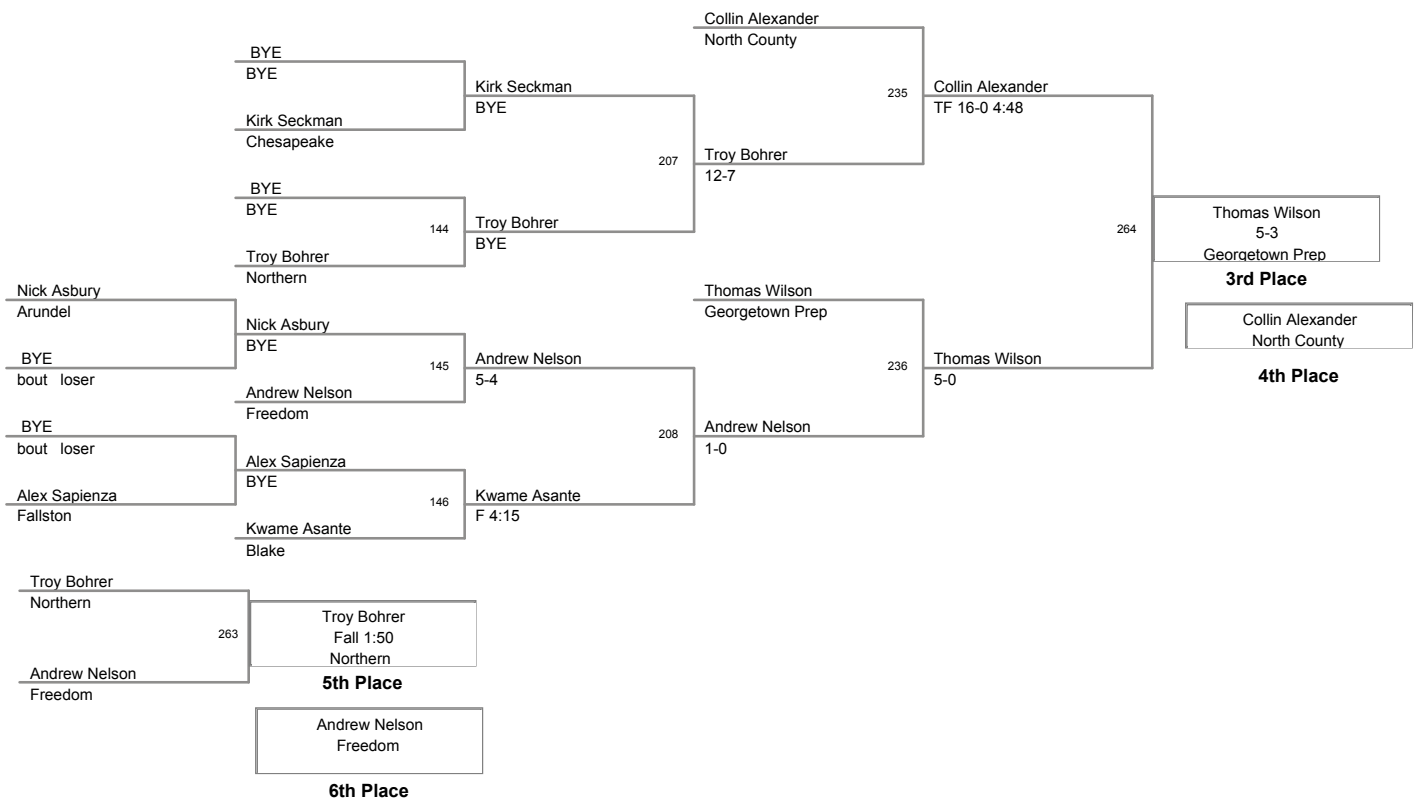 Collin Alexander
North County
BYE
BYE
Kirk Seckman
BYE
235
Collin Alexander
TF 16-0 4:48
Kirk Seckman
Chesapeake
207
Troy Bohrer
12-7
BYE
BYE
144
Troy Bohrer
BYE
264
Thomas Wilson
5-3
Georgetown Prep
3rd Place
Troy Bohrer
Northern
Nick Asbury
Arundel
Thomas Wilson
Georgetown Prep
Collin Alexander
North County
4th Place
Nick Asbury
BYE
BYE
bout loser
145
Andrew Nelson
5-4
236
Thomas Wilson
5-0
Andrew Nelson
Freedom
BYE
bout loser
208
Andrew Nelson
1-0
Alex Sapienza
BYE
Alex Sapienza
Fallston
146
Kwame Asante
F 4:15
Kwame Asante
Blake
Troy Bohrer
Northern
263
Troy Bohrer
Fall 1:50
Northern
5th Place
Andrew Nelson
Freedom
Andrew Nelson
Freedom
6th Place